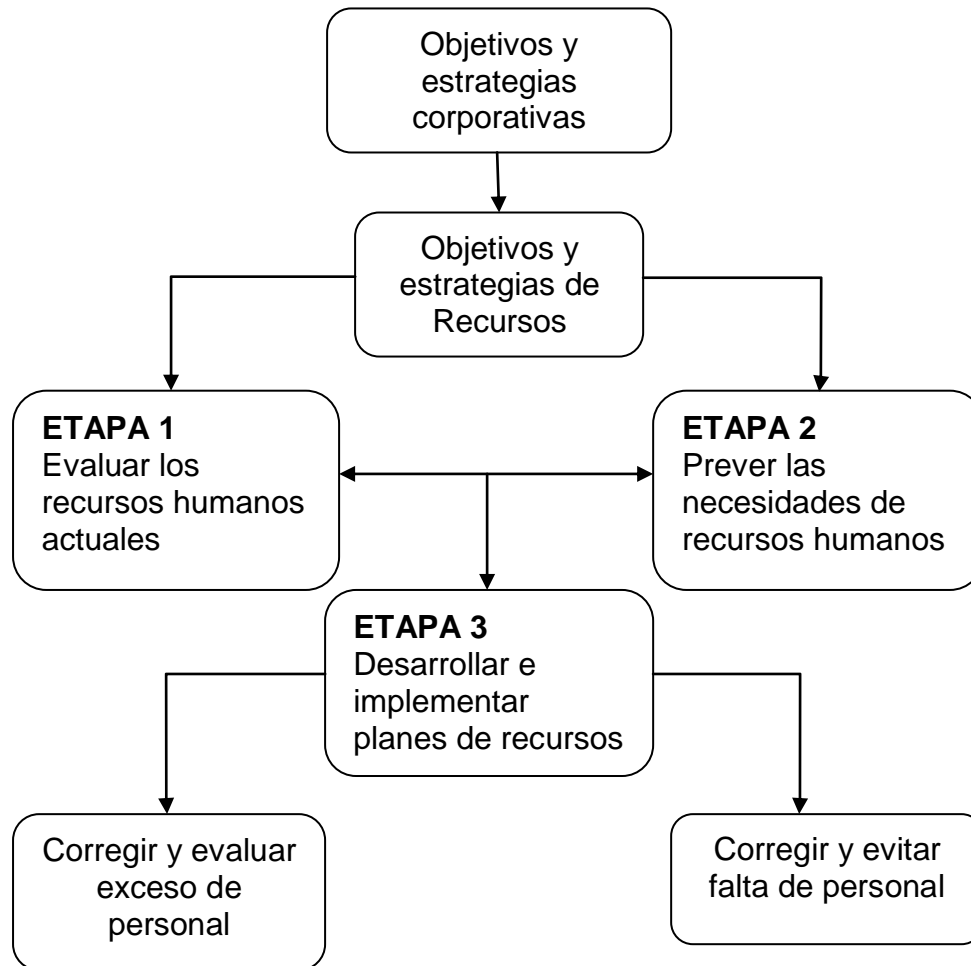 Objetivos y
estrategias
corporativas
Objetivos y
estrategias de
Recursos
ETAPA 1
Evaluar los
recursos humanos
actuales
ETAPA 2
Prever las
necesidades de
recursos humanos
ETAPA 3
Desarrollar e
implementar
planes de recursos
Corregir y evaluar
exceso de
personal
Corregir y evitar
falta de personal